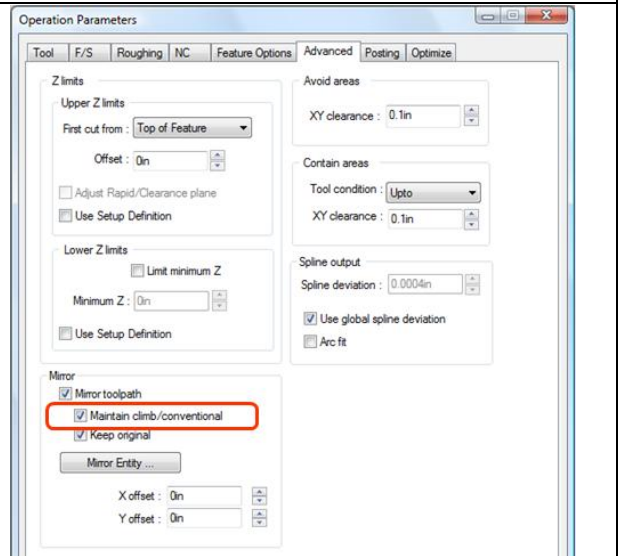 Operation Parameters
Tool F/S Roughing NC Feature Options Advanced Posting Optimize
Z limits
Upper Z limits
First cut from : Top of Feature
Offset : 0in
Adjust Rapid/Clearance plane
Use Setup Definition
Lower Z limits
Limit minimum Z
Minimum Z : 0in
Use Setup Definition
Mirror
Mirror toolpath
Maintain climb/conventional
Keep original
Mirror Entity ...
X offset : 0in
Y offset : 0in
Avoid areas
XY clearance : 0.1in
Contain areas
Tool condition : Upto
XY clearance : 0.1in
Spline output
Spline deviation : 0.0004in
Use global spline deviation
Arc fit